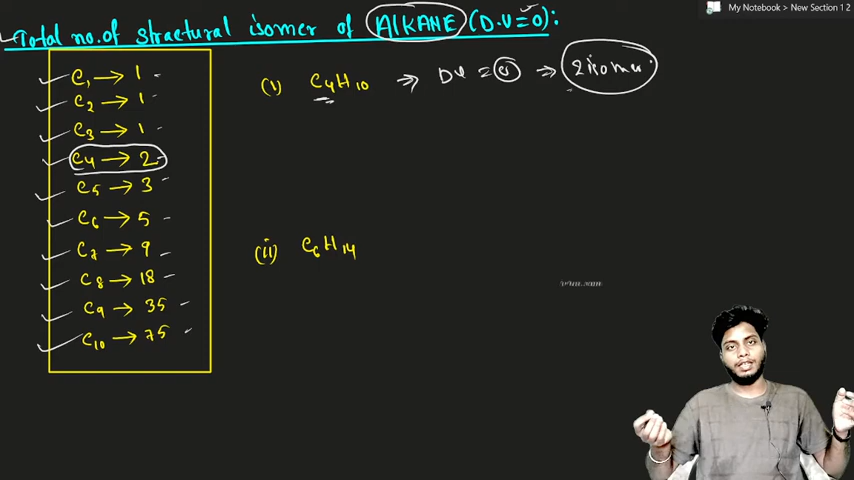 My Notebook > New Section 1 2
Total no. of structural isomer of ALKANE (D.U=0):
C1 → 1
C2 → 1
C3 → 1
C4 → 2
C5 → 3
C6 → 5
C7 → 9
C8 → 18
C9 → 35
C10 → 75
(i) C4H10 ⇒ DU = 0 ⇒ 2 isomer
(ii) C6H14